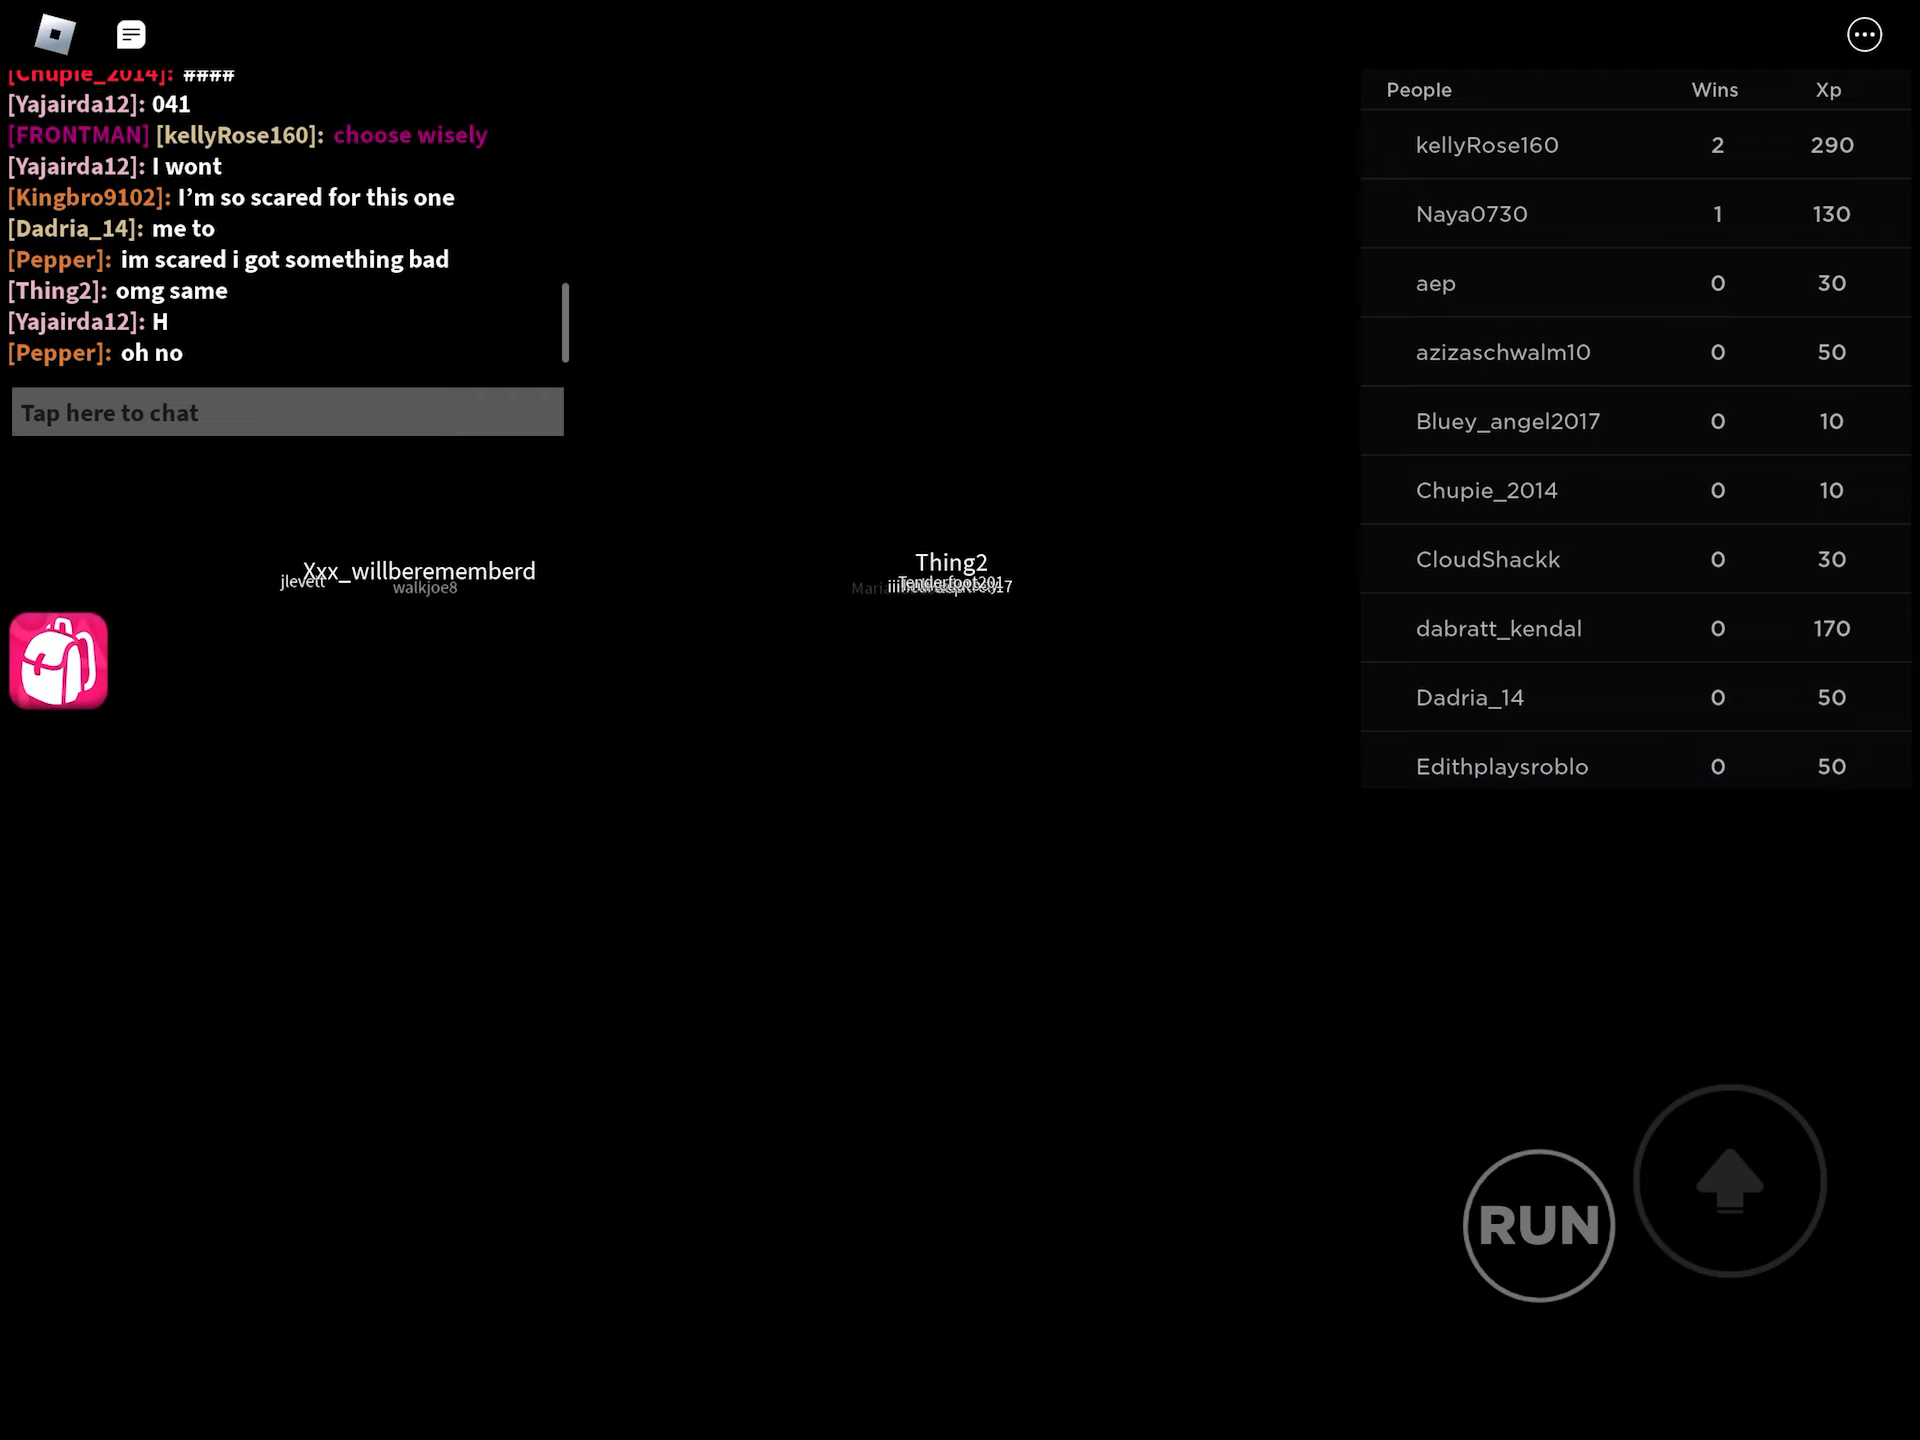 [Chupie_2014]: ####
[Yajairda12]: 041
[FRONTMAN] [kellyRose160]: choose wisely
[Yajairda12]: I wont
[Kingbro9102]: I'm so scared for this one
[Dadria_14]: me to
[Pepper]: im scared i got something bad
[Thing2]: omg same
[Yajairda12]: H
[Pepper]: oh no
Tap here to chat
People Wins Xp
kellyRose160 2 290
Naya0730 1 130
aep 0 30
azizaschwalm10 0 50
Bluey_angel2017 0 10
Chupie_2014 0 10
CloudShackk 0 30
dabratt_kendal 0 170
Dadria_14 0 50
Edithplaysroblo 0 50
Xxx_willberememberd
jlevett
walkjoe8
Thing2
Tenderfoot201
RUN